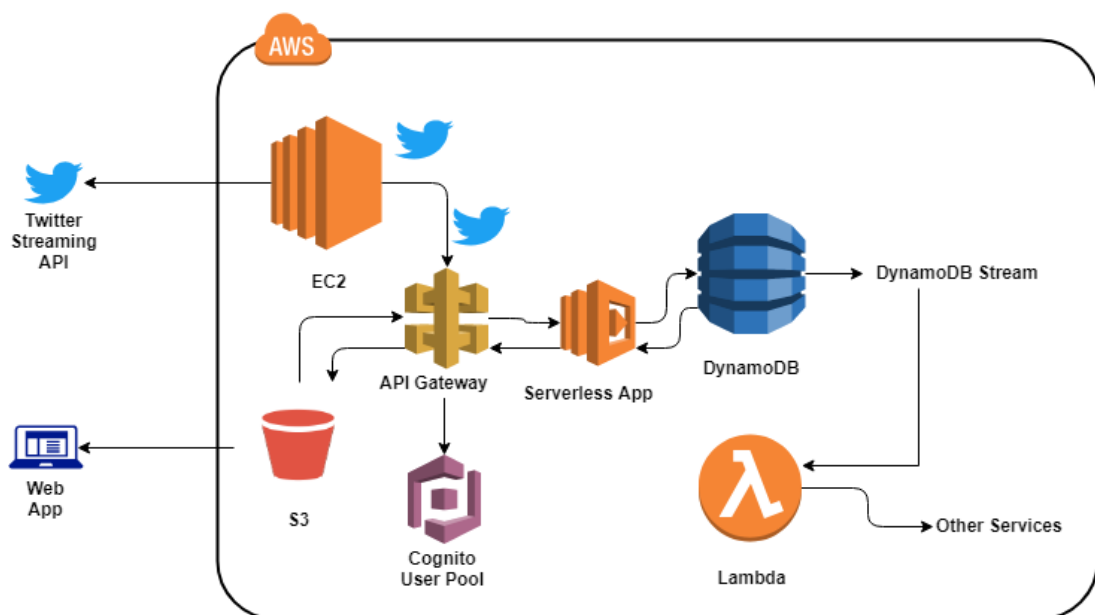 AWS
Twitter
Streaming
API
EC2
API Gateway
Serverless App
DynamoDB
DynamoDB Stream
Web
App
S3
Cognito
User Pool
Lambda
Other Services